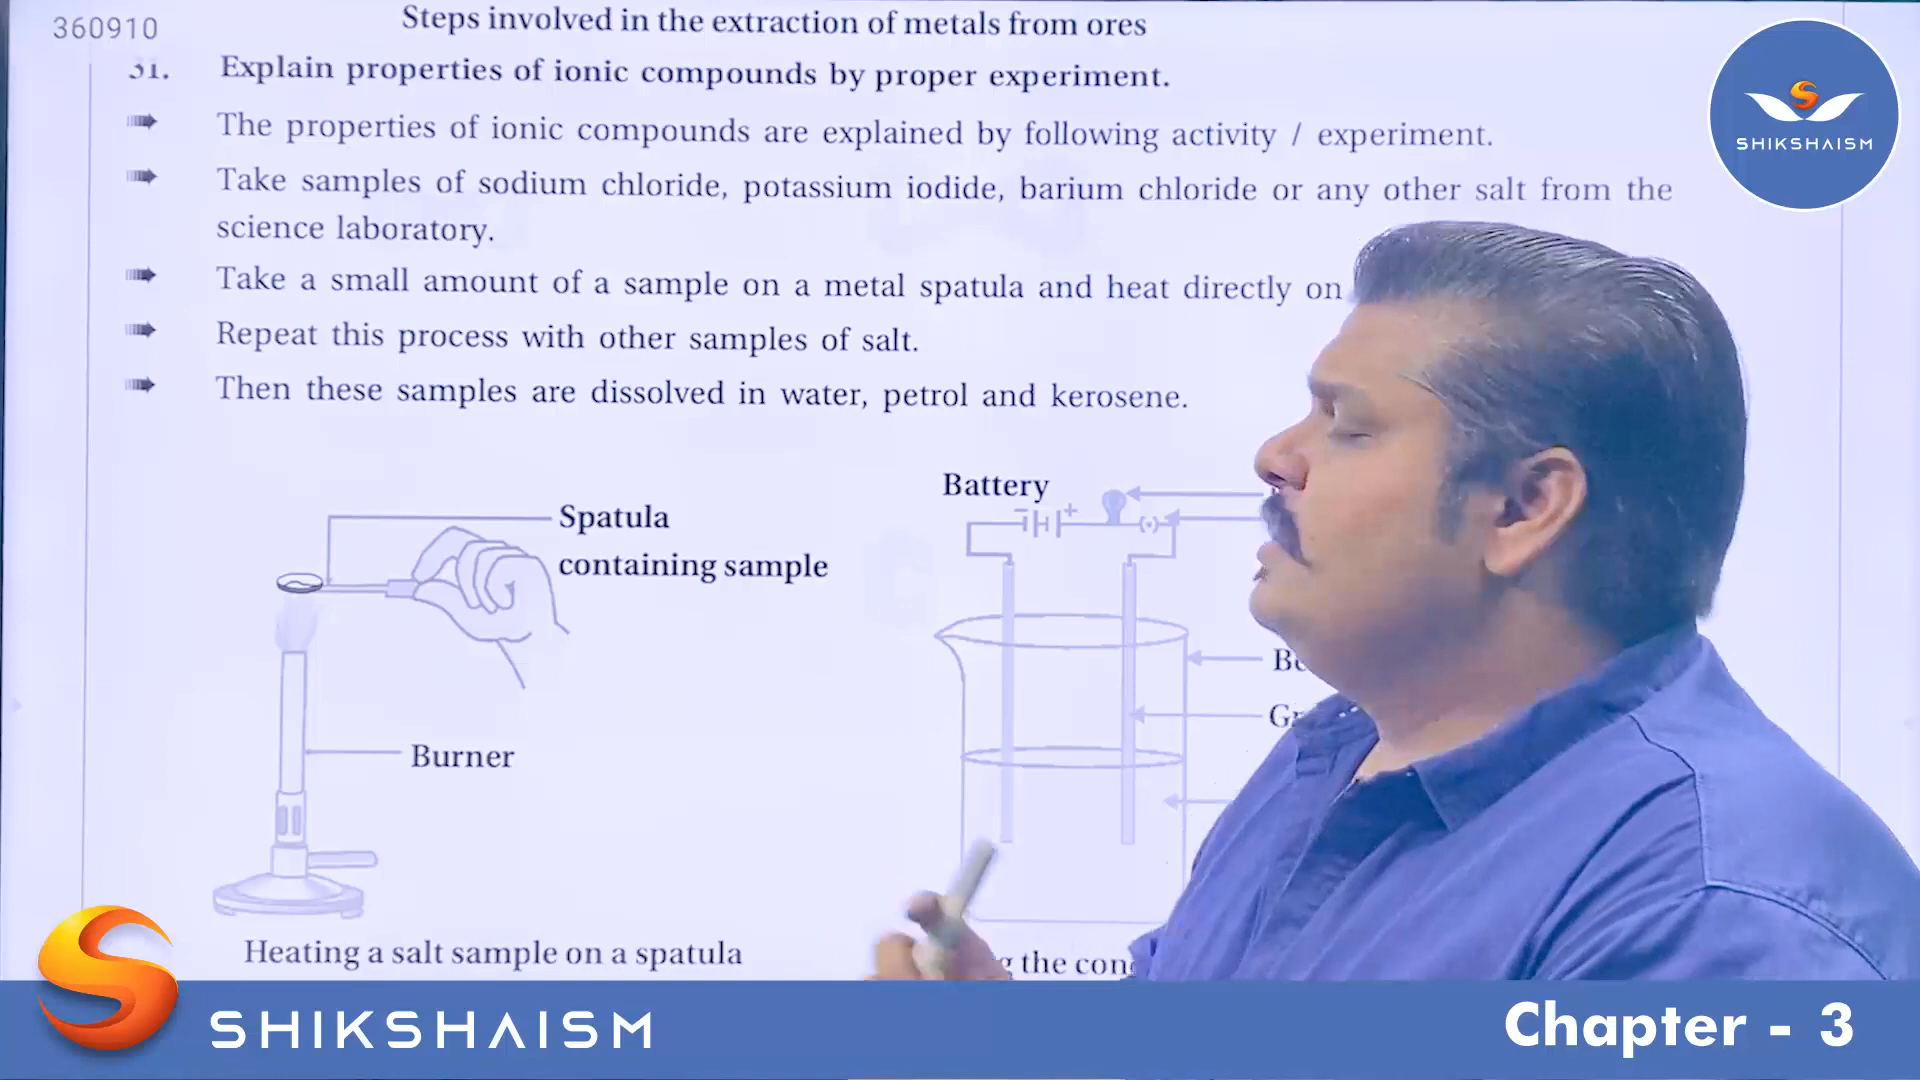 360910
Steps involved in the extraction of metals from ores
31. Explain properties of ionic compounds by proper experiment.
The properties of ionic compounds are explained by following activity / experiment.
Take samples of sodium chloride, potassium iodide, barium chloride or any other salt from the
science laboratory.
Take a small amount of a sample on a metal spatula and heat directly on
Repeat this process with other samples of salt.
Then these samples are dissolved in water, petrol and kerosene.
Spatula
containing sample
Burner
Heating a salt sample on a spatula
Battery
- +
the
SHIKSHAISM
SHIKSHAISM
Chapter - 3